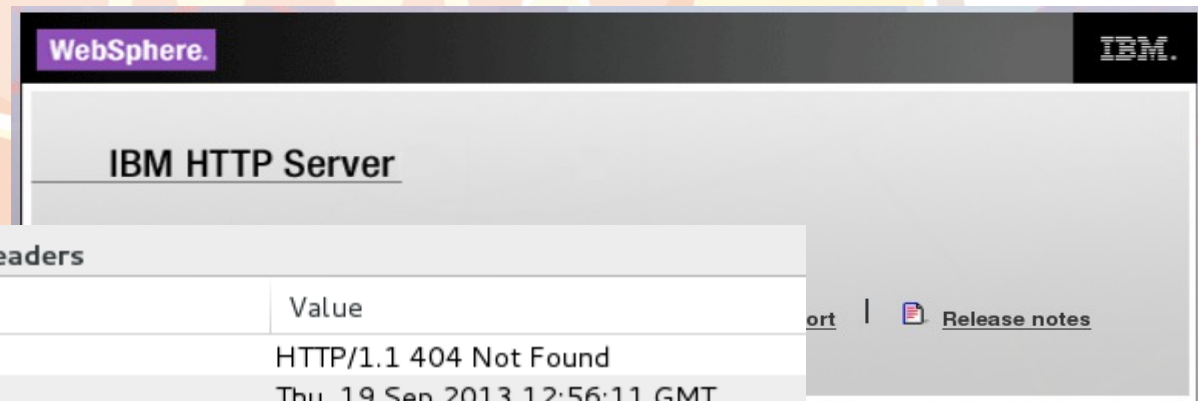 WebSphere.
IBM.
IBM HTTP Server
eaders
Value
ort | Release notes
HTTP/1.1 404 Not Found
Thu, 19 Sep 2013 12:56:11 GMT